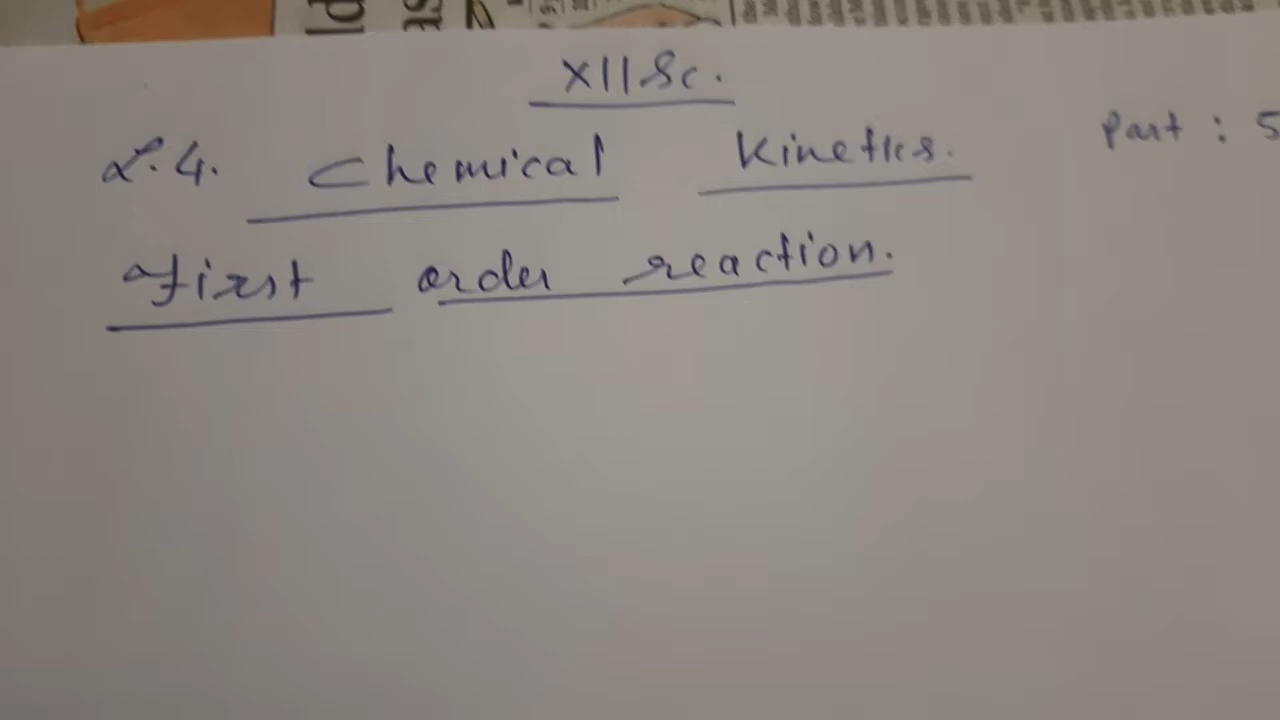 XII Sc.
L.4. Chemical Kinetics. Part : 5
First order reaction.